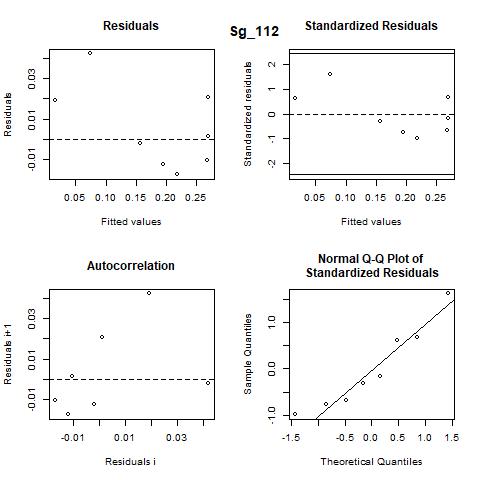 Sg_112
Residuals
Residuals
-0.01 0.01 0.03
0.05 0.10 0.15 0.20 0.25
Fitted values
Standardized Residuals
Standardized residuals
-2 -1 0 1 2
0.05 0.10 0.15 0.20 0.25
Fitted values
Autocorrelation
Residuals i+1
-0.01 0.01 0.03
-0.01 0.01 0.03
Residuals i
Normal Q-Q Plot of
Standardized Residuals
Sample Quantiles
-1.0 0.0 1.0
-1.5 -0.5 0.0 0.5 1.0 1.5
Theoretical Quantiles